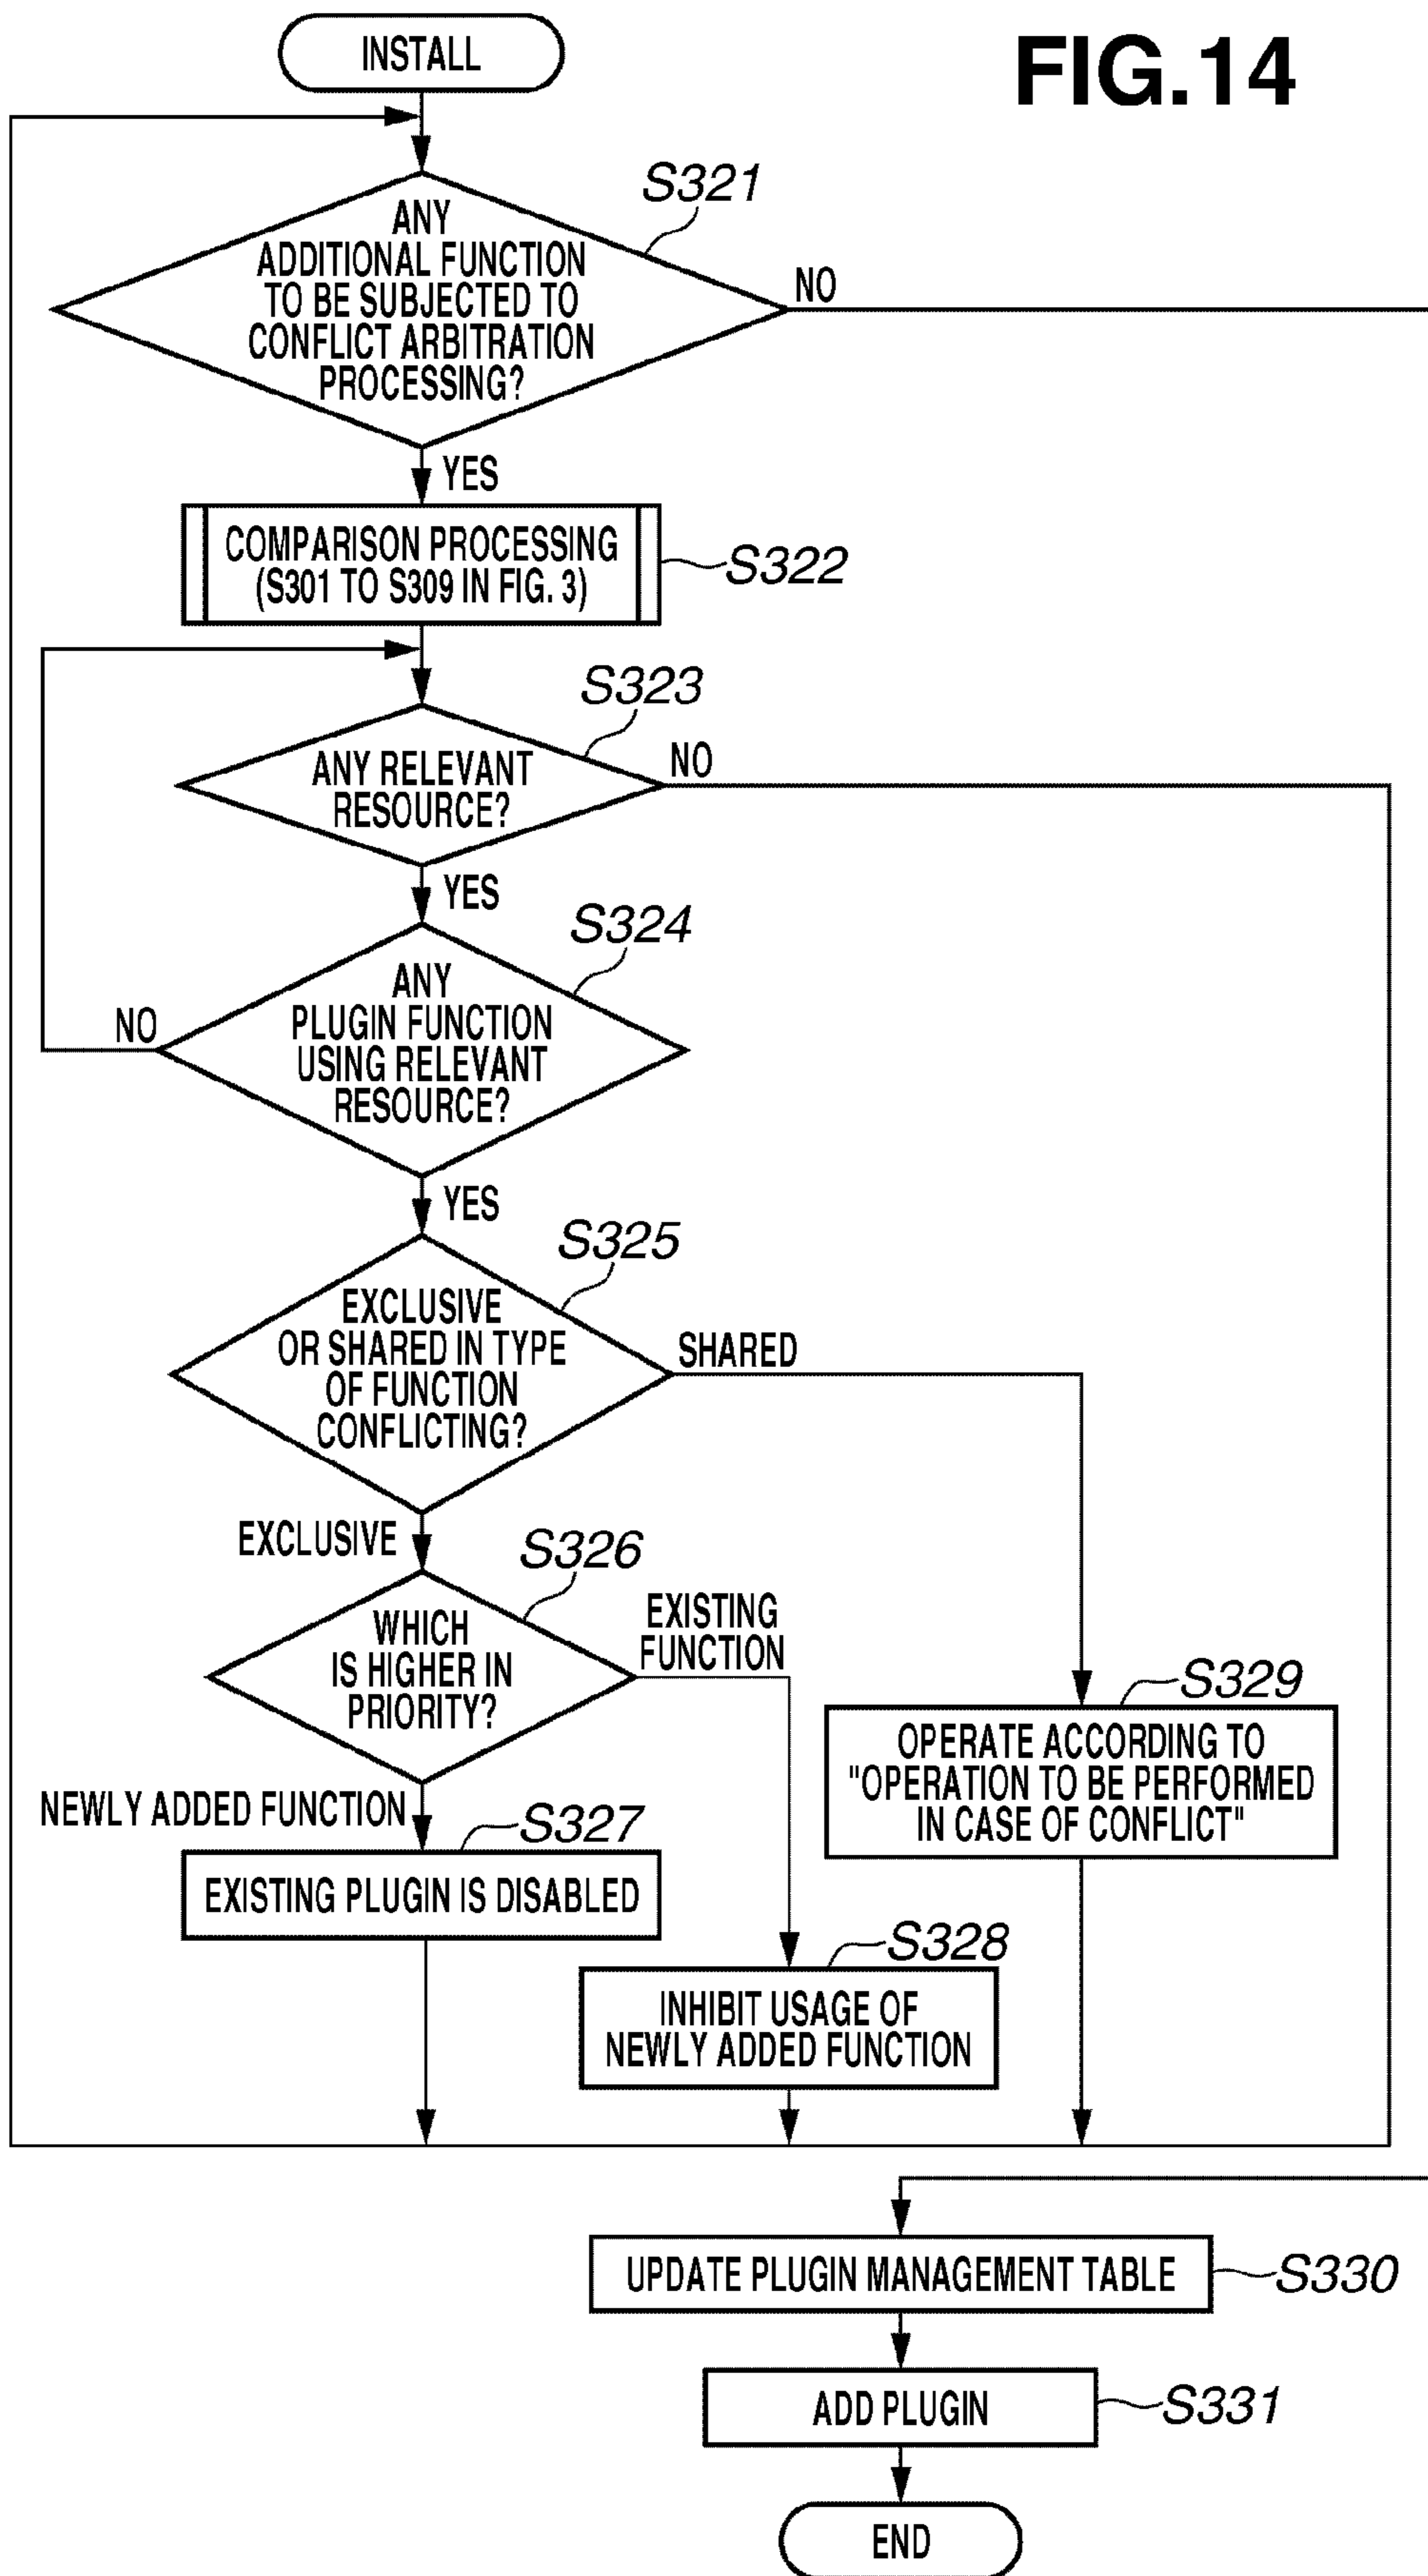 INSTALL
FIG.14
S321
ANY
ADDITIONAL FUNCTION
TO BE SUBJECTED TO
CONFLICT ARBITRATION
PROCESSING?
NO
YES
COMPARISON PROCESSING
(S301 TO S309 IN FIG. 3)
S322
S323
ANY RELEVANT
RESOURCE?
NO
YES
S324
ANY
PLUGIN FUNCTION
USING RELEVANT
RESOURCE?
NO
YES
S325
EXCLUSIVE
OR SHARED IN TYPE
OF FUNCTION
CONFLICTING?
SHARED
EXCLUSIVE
S326
WHICH
IS HIGHER IN
PRIORITY?
EXISTING
FUNCTION
S329
OPERATE ACCORDING TO
"OPERATION TO BE PERFORMED
IN CASE OF CONFLICT"
NEWLY ADDED FUNCTION
S327
EXISTING PLUGIN IS DISABLED
S328
INHIBIT USAGE OF
NEWLY ADDED FUNCTION
UPDATE PLUGIN MANAGEMENT TABLE
S330
ADD PLUGIN
S331
END